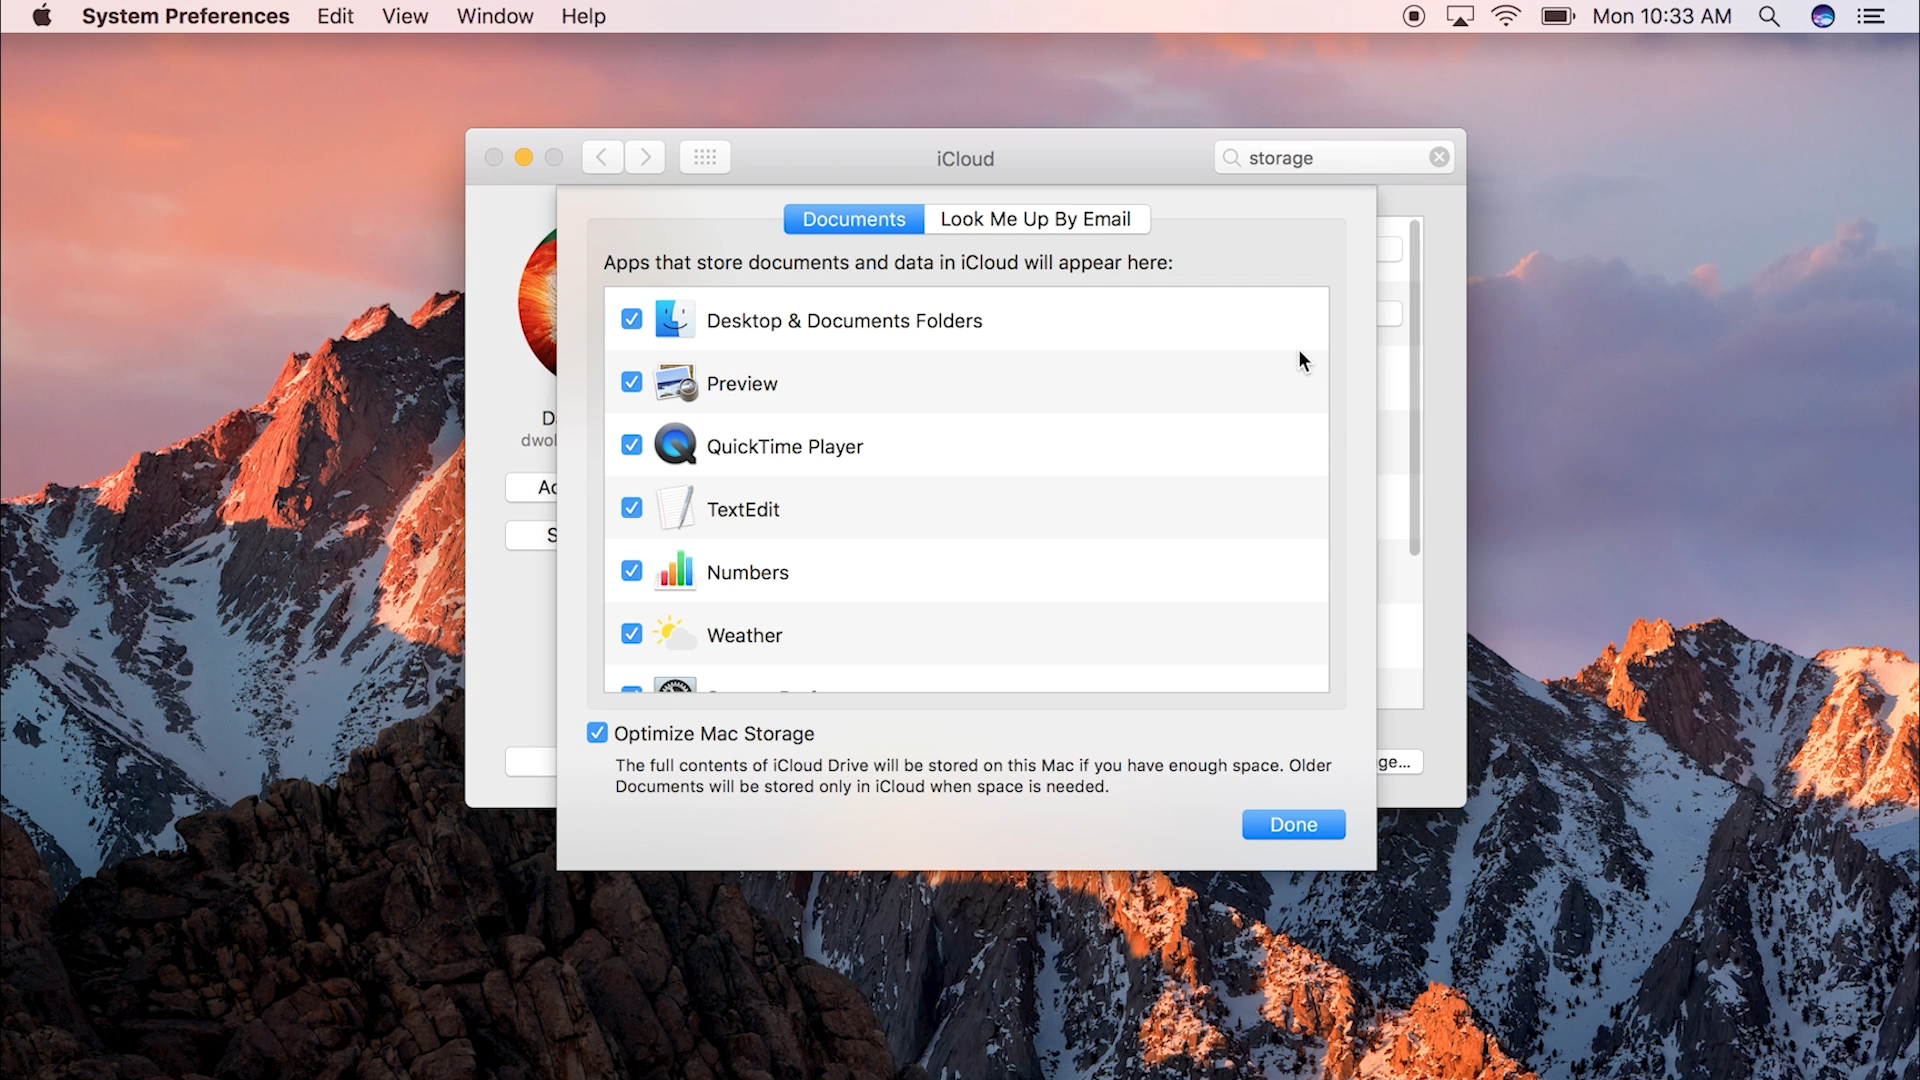 System Preferences Edit View Window Help Mon 10:33 AM
iCloud storage
Documents Look Me Up By Email
Apps that store documents and data in iCloud will appear here:
Desktop & Documents Folders
Preview
QuickTime Player
TextEdit
Numbers
Weather
Optimize Mac Storage
The full contents of iCloud Drive will be stored on this Mac if you have enough space. Older
Documents will be stored only in iCloud when space is needed.
Done